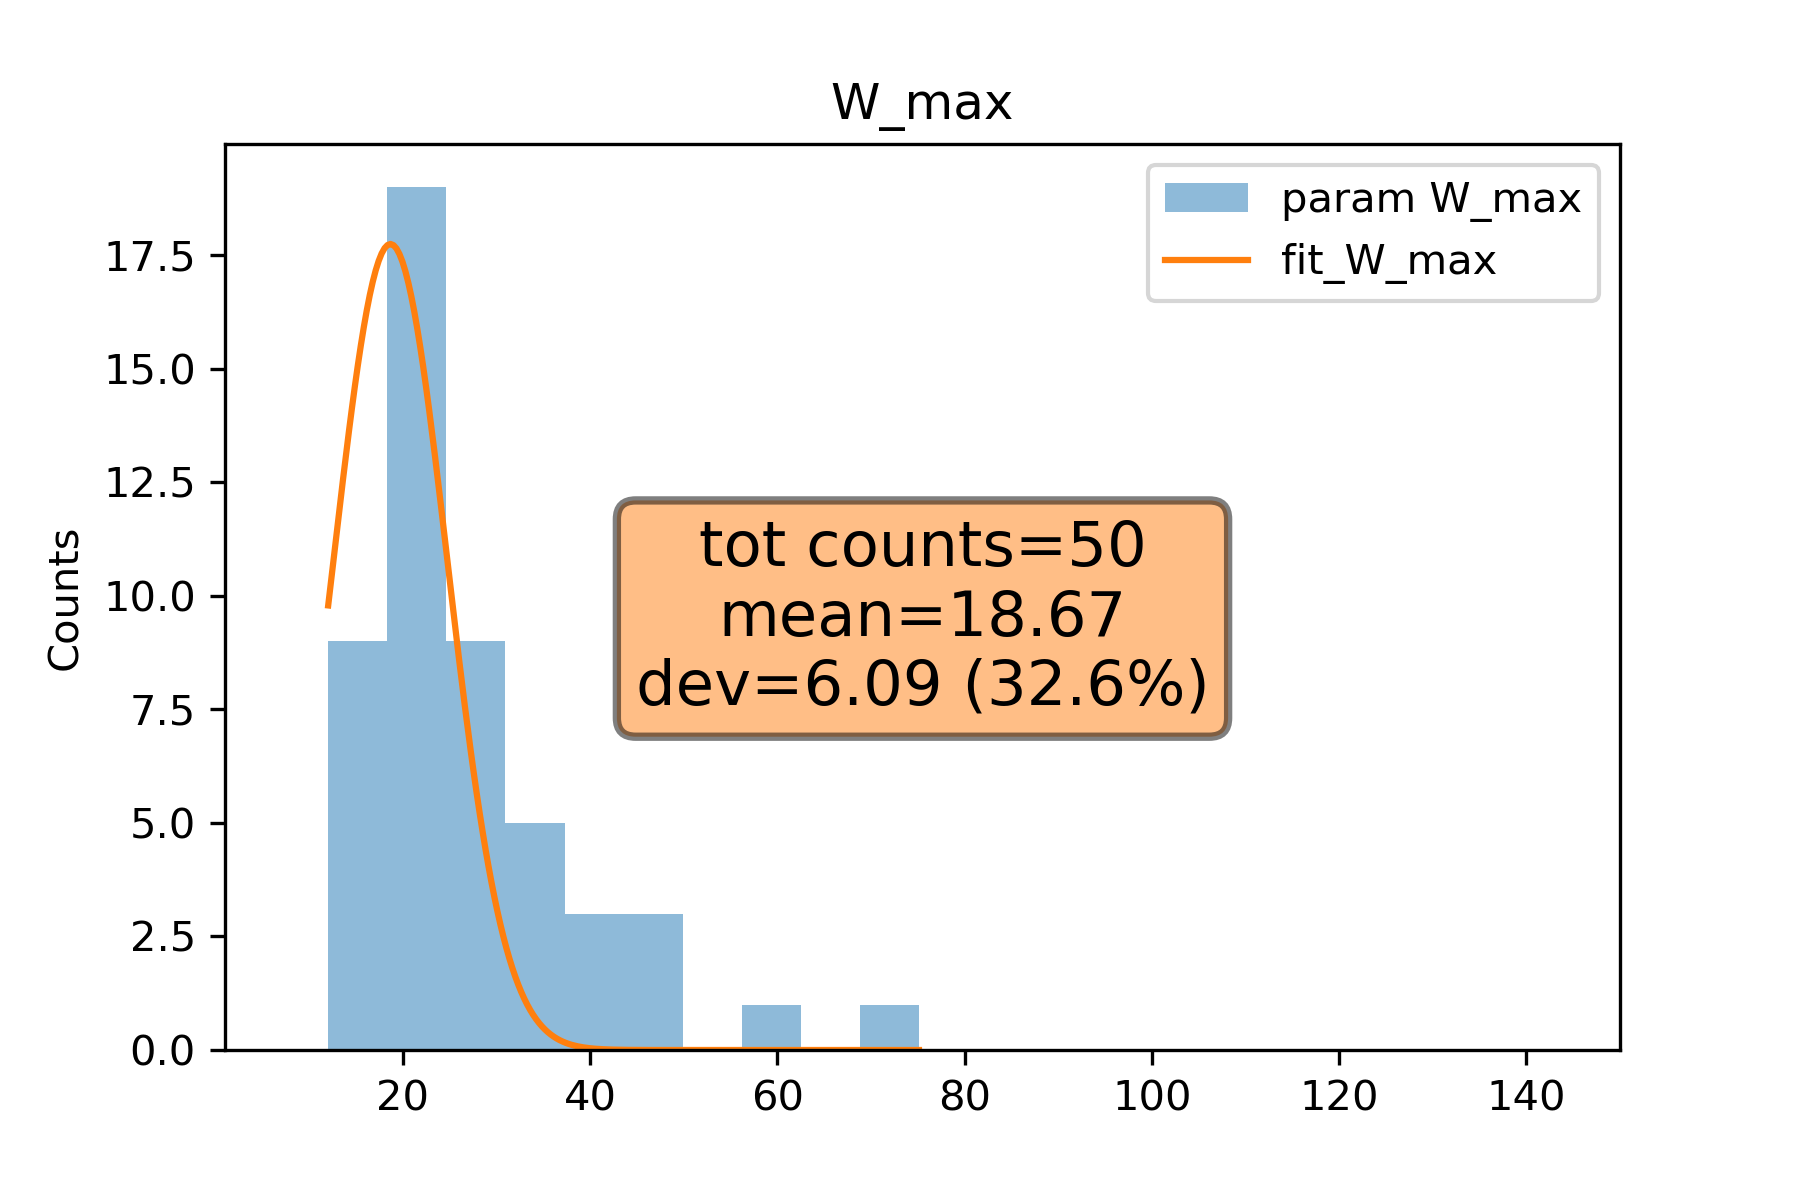 W_max
param W_max
fit_W_max
17.5
15.0
12.5
10.0
7.5
5.0
2.5
0.0
Counts
tot counts=50
mean=18.67
dev=6.09 (32.6%)
20 40 60 80 100 120 140